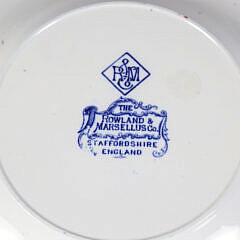 R & M
THE
ROWLAND &
MARSELLUS CO.
STAFFORDSHIRE
ENGLAND